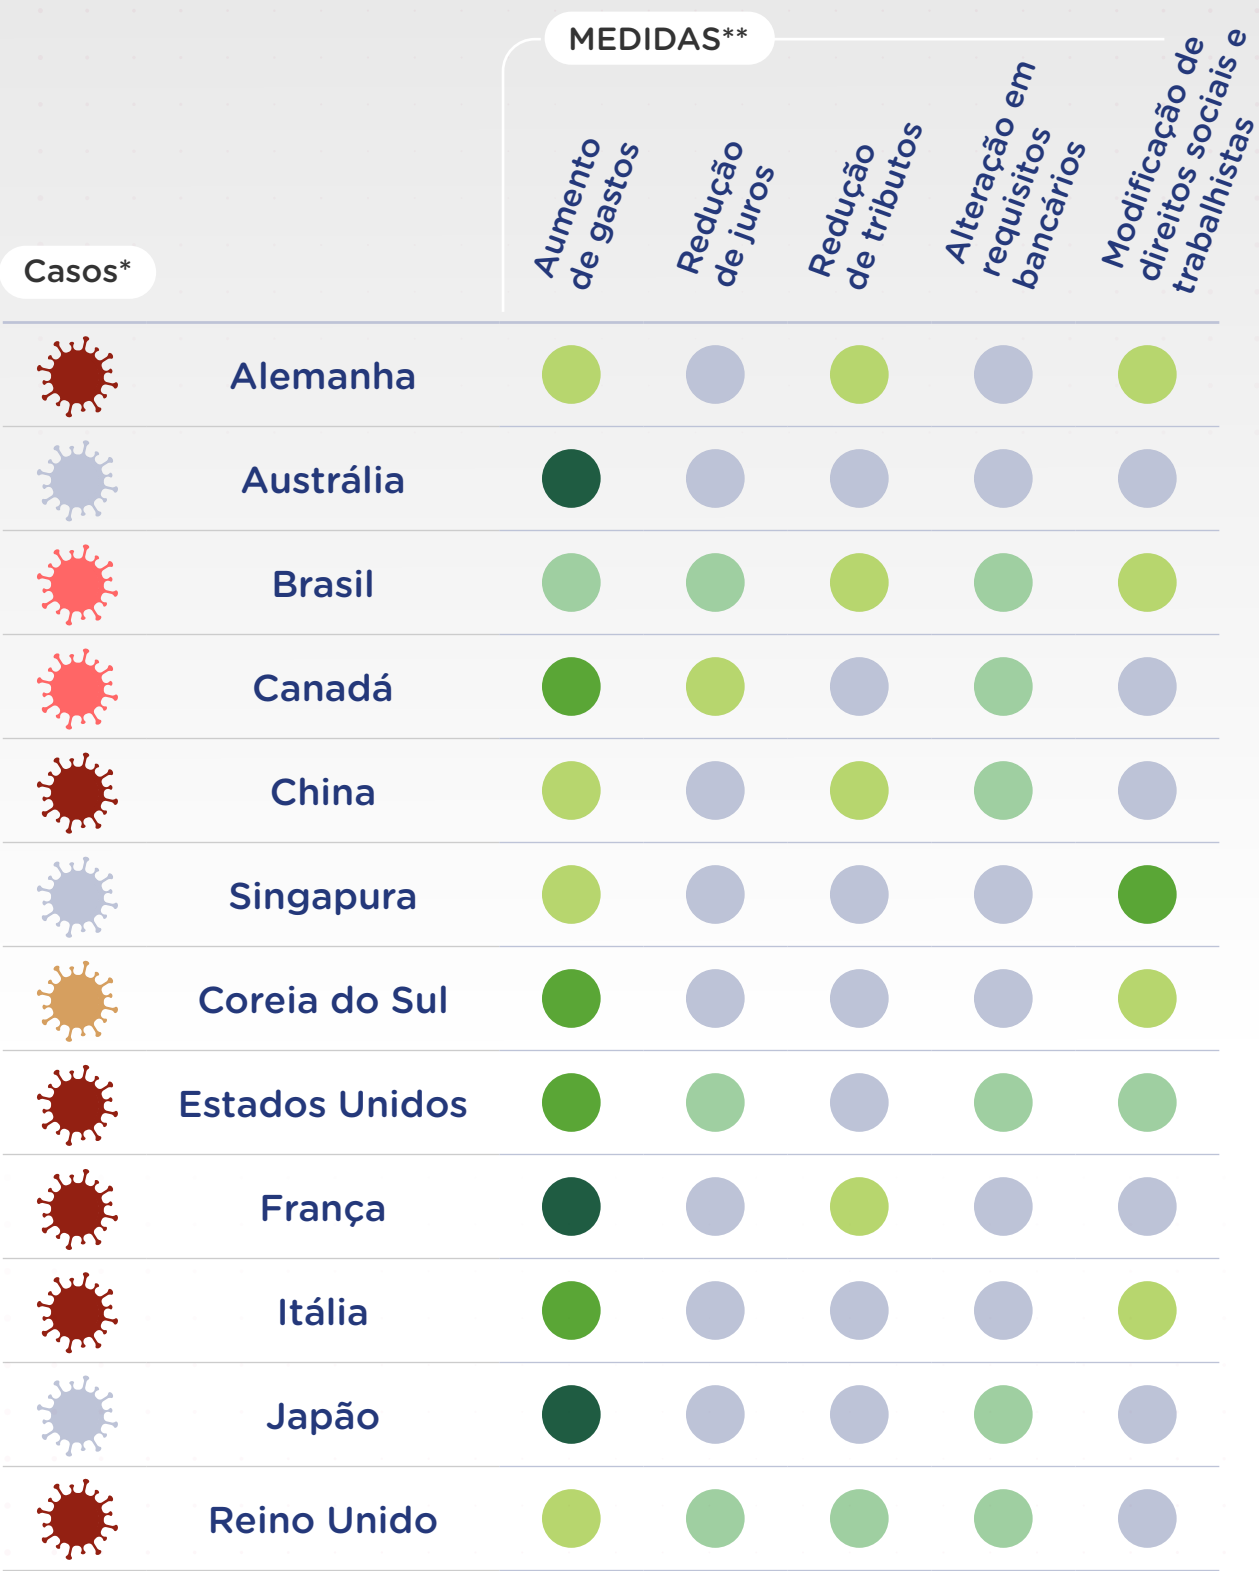 MEDIDAS**
Aumento
de gastos
Redução
de juros
Redução
de tributos
Alteração em
requisitos
bancários
Modificação de
direitos sociais e
trabalhistas
Casos*
Alemanha
Austrália
Brasil
Canadá
China
Singapura
Coreia do Sul
Estados Unidos
França
Itália
Japão
Reino Unido